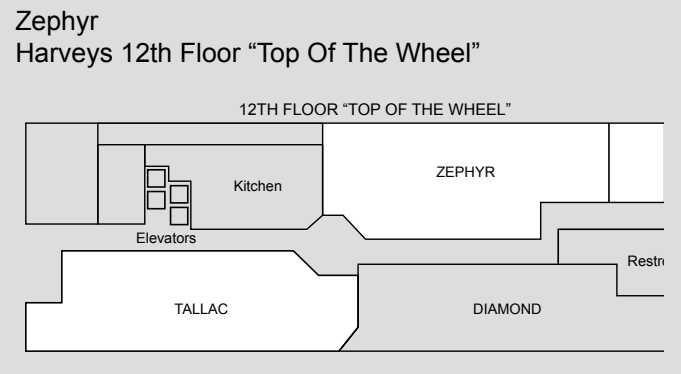 Zephyr
Harveys 12th Floor “Top Of The Wheel”
12TH FLOOR “TOP OF THE WHEEL”
ZEPHYR
Kitchen
Elevators
Restro
TALLAC
DIAMOND